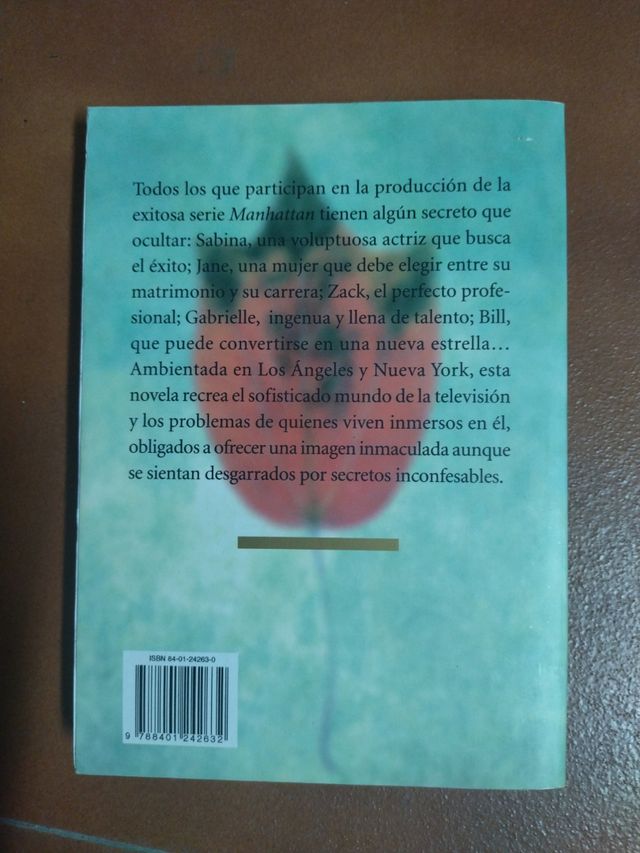 Todos los que participan en la producción de la
exitosa serie Manhattan tienen algún secreto que
ocultar: Sabina, una voluptuosa actriz que busca
el éxito; Jane, una mujer que debe elegir entre su
matrimonio y su carrera; Zack, el perfecto profe-
sional; Gabrielle, ingenua y llena de talento; Bill,
que puede convertirse en una nueva estrella...
Ambientada en Los Ángeles y Nueva York, esta
novela recrea el sofisticado mundo de la televisión
y los problemas de quienes viven inmersos en él,
obligados a ofrecer una imagen inmaculada aunque
se sientan desgarrados por secretos inconfesables.
ISBN 84-01-24263-0
9 788401 242632